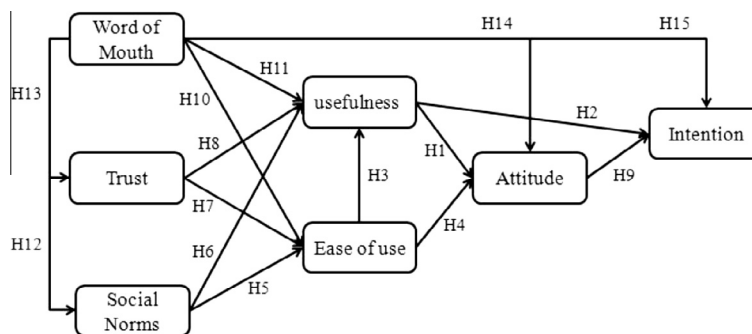 Word of
Mouth
H14
H15
H13
H11
H10
usefulness
H2
H8
H1
Intention
Trust
H3
Attitude
H9
H7
H12
H6
Ease of use
H4
H5
Social
Norms